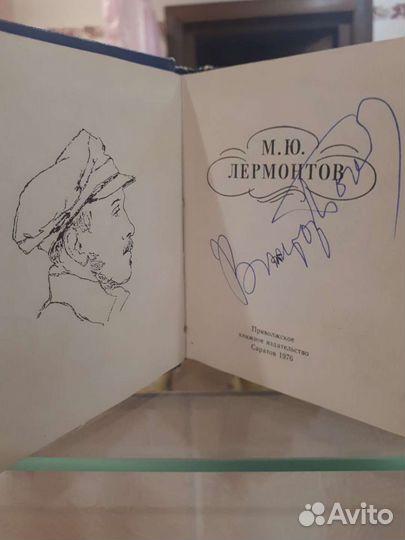 М.Ю.
ЛЕРМОНТОВ
Приволжское
книжное издательство
Саратов 1976
Avito